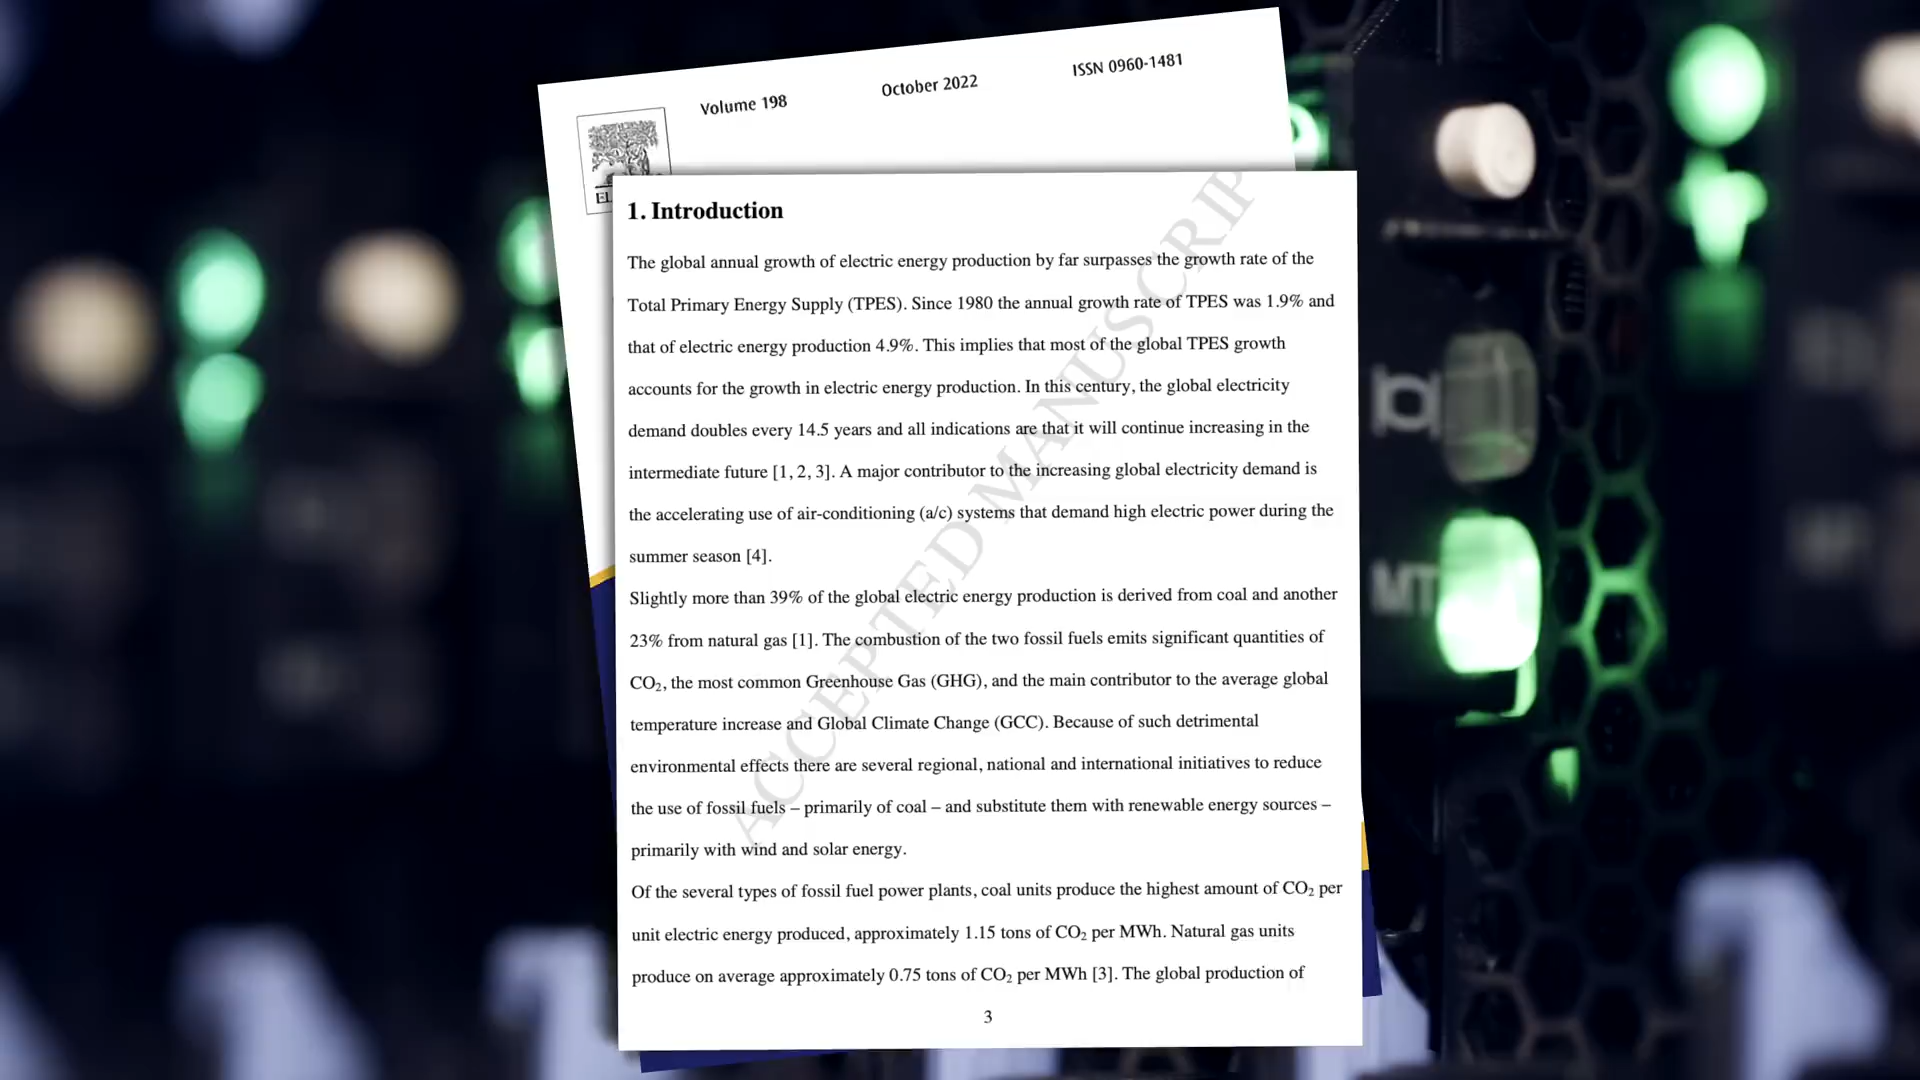 Volume 198
October 2022
ISSN 0960-1481
1. Introduction
The global annual growth of electric energy production by far surpasses the growth rate of the
Total Primary Energy Supply (TPES). Since 1980 the annual growth rate of TPES was 1.9% and
that of electric energy production 4.9%. This implies that most of the global TPES growth
accounts for the growth in electric energy production. In this century, the global electricity
demand doubles every 14.5 years and all indications are that it will continue increasing in the
intermediate future [1, 2, 3]. A major contributor to the increasing global electricity demand is
the accelerating use of air-conditioning (a/c) systems that demand high electric power during the
summer season [4].
Slightly more than 39% of the global electric energy production is derived from coal and another
23% from natural gas [1]. The combustion of the two fossil fuels emits significant quantities of
CO₂, the most common Greenhouse Gas (GHG), and the main contributor to the average global
temperature increase and Global Climate Change (GCC). Because of such detrimental
environmental effects there are several regional, national and international initiatives to reduce
the use of fossil fuels – primarily of coal – and substitute them with renewable energy sources –
primarily with wind and solar energy.
Of the several types of fossil fuel power plants, coal units produce the highest amount of CO₂ per
unit electric energy produced, approximately 1.15 tons of CO₂ per MWh. Natural gas units
produce on average approximately 0.75 tons of CO₂ per MWh [3]. The global production of
3
ACCEPTED MANUSCRIP
MT